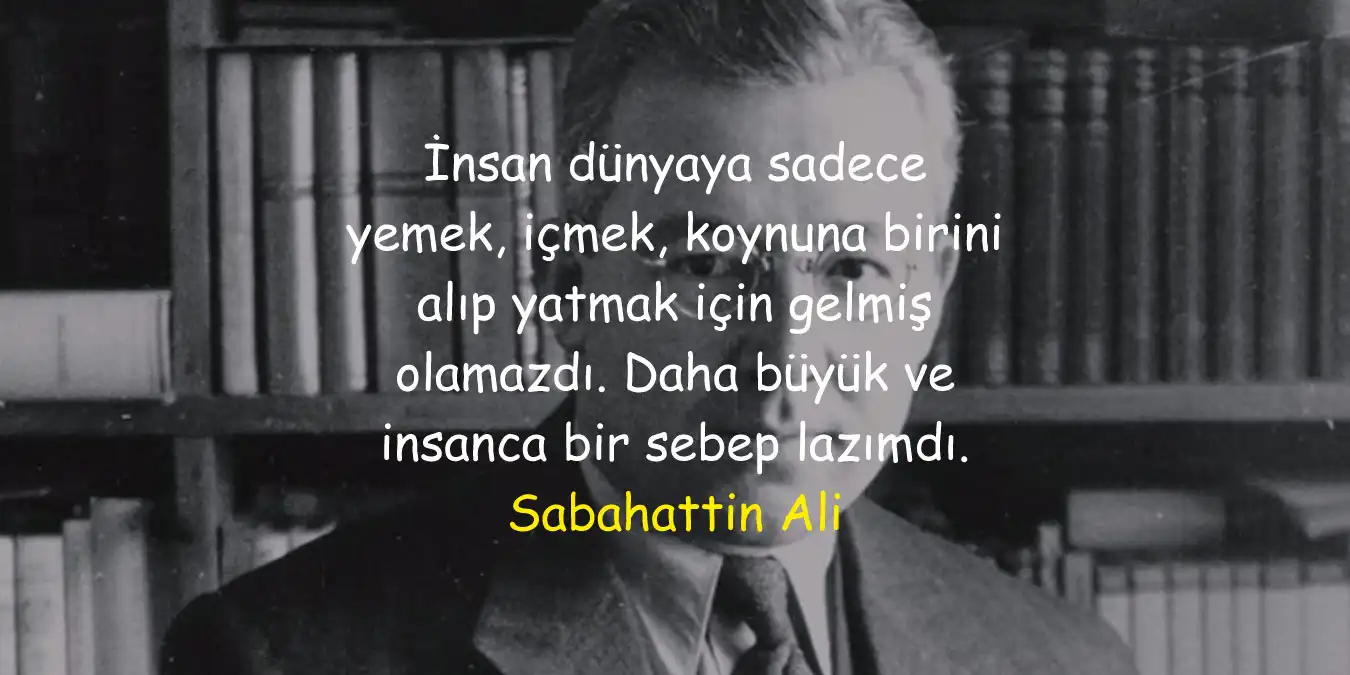 İnsan dünyaya sadece
yemek, içmek, koynuna birini
alıp yatmak için gelmiş
olamazdı. Daha büyük ve
insanca bir sebep lazımdı.
Sabahattin Ali